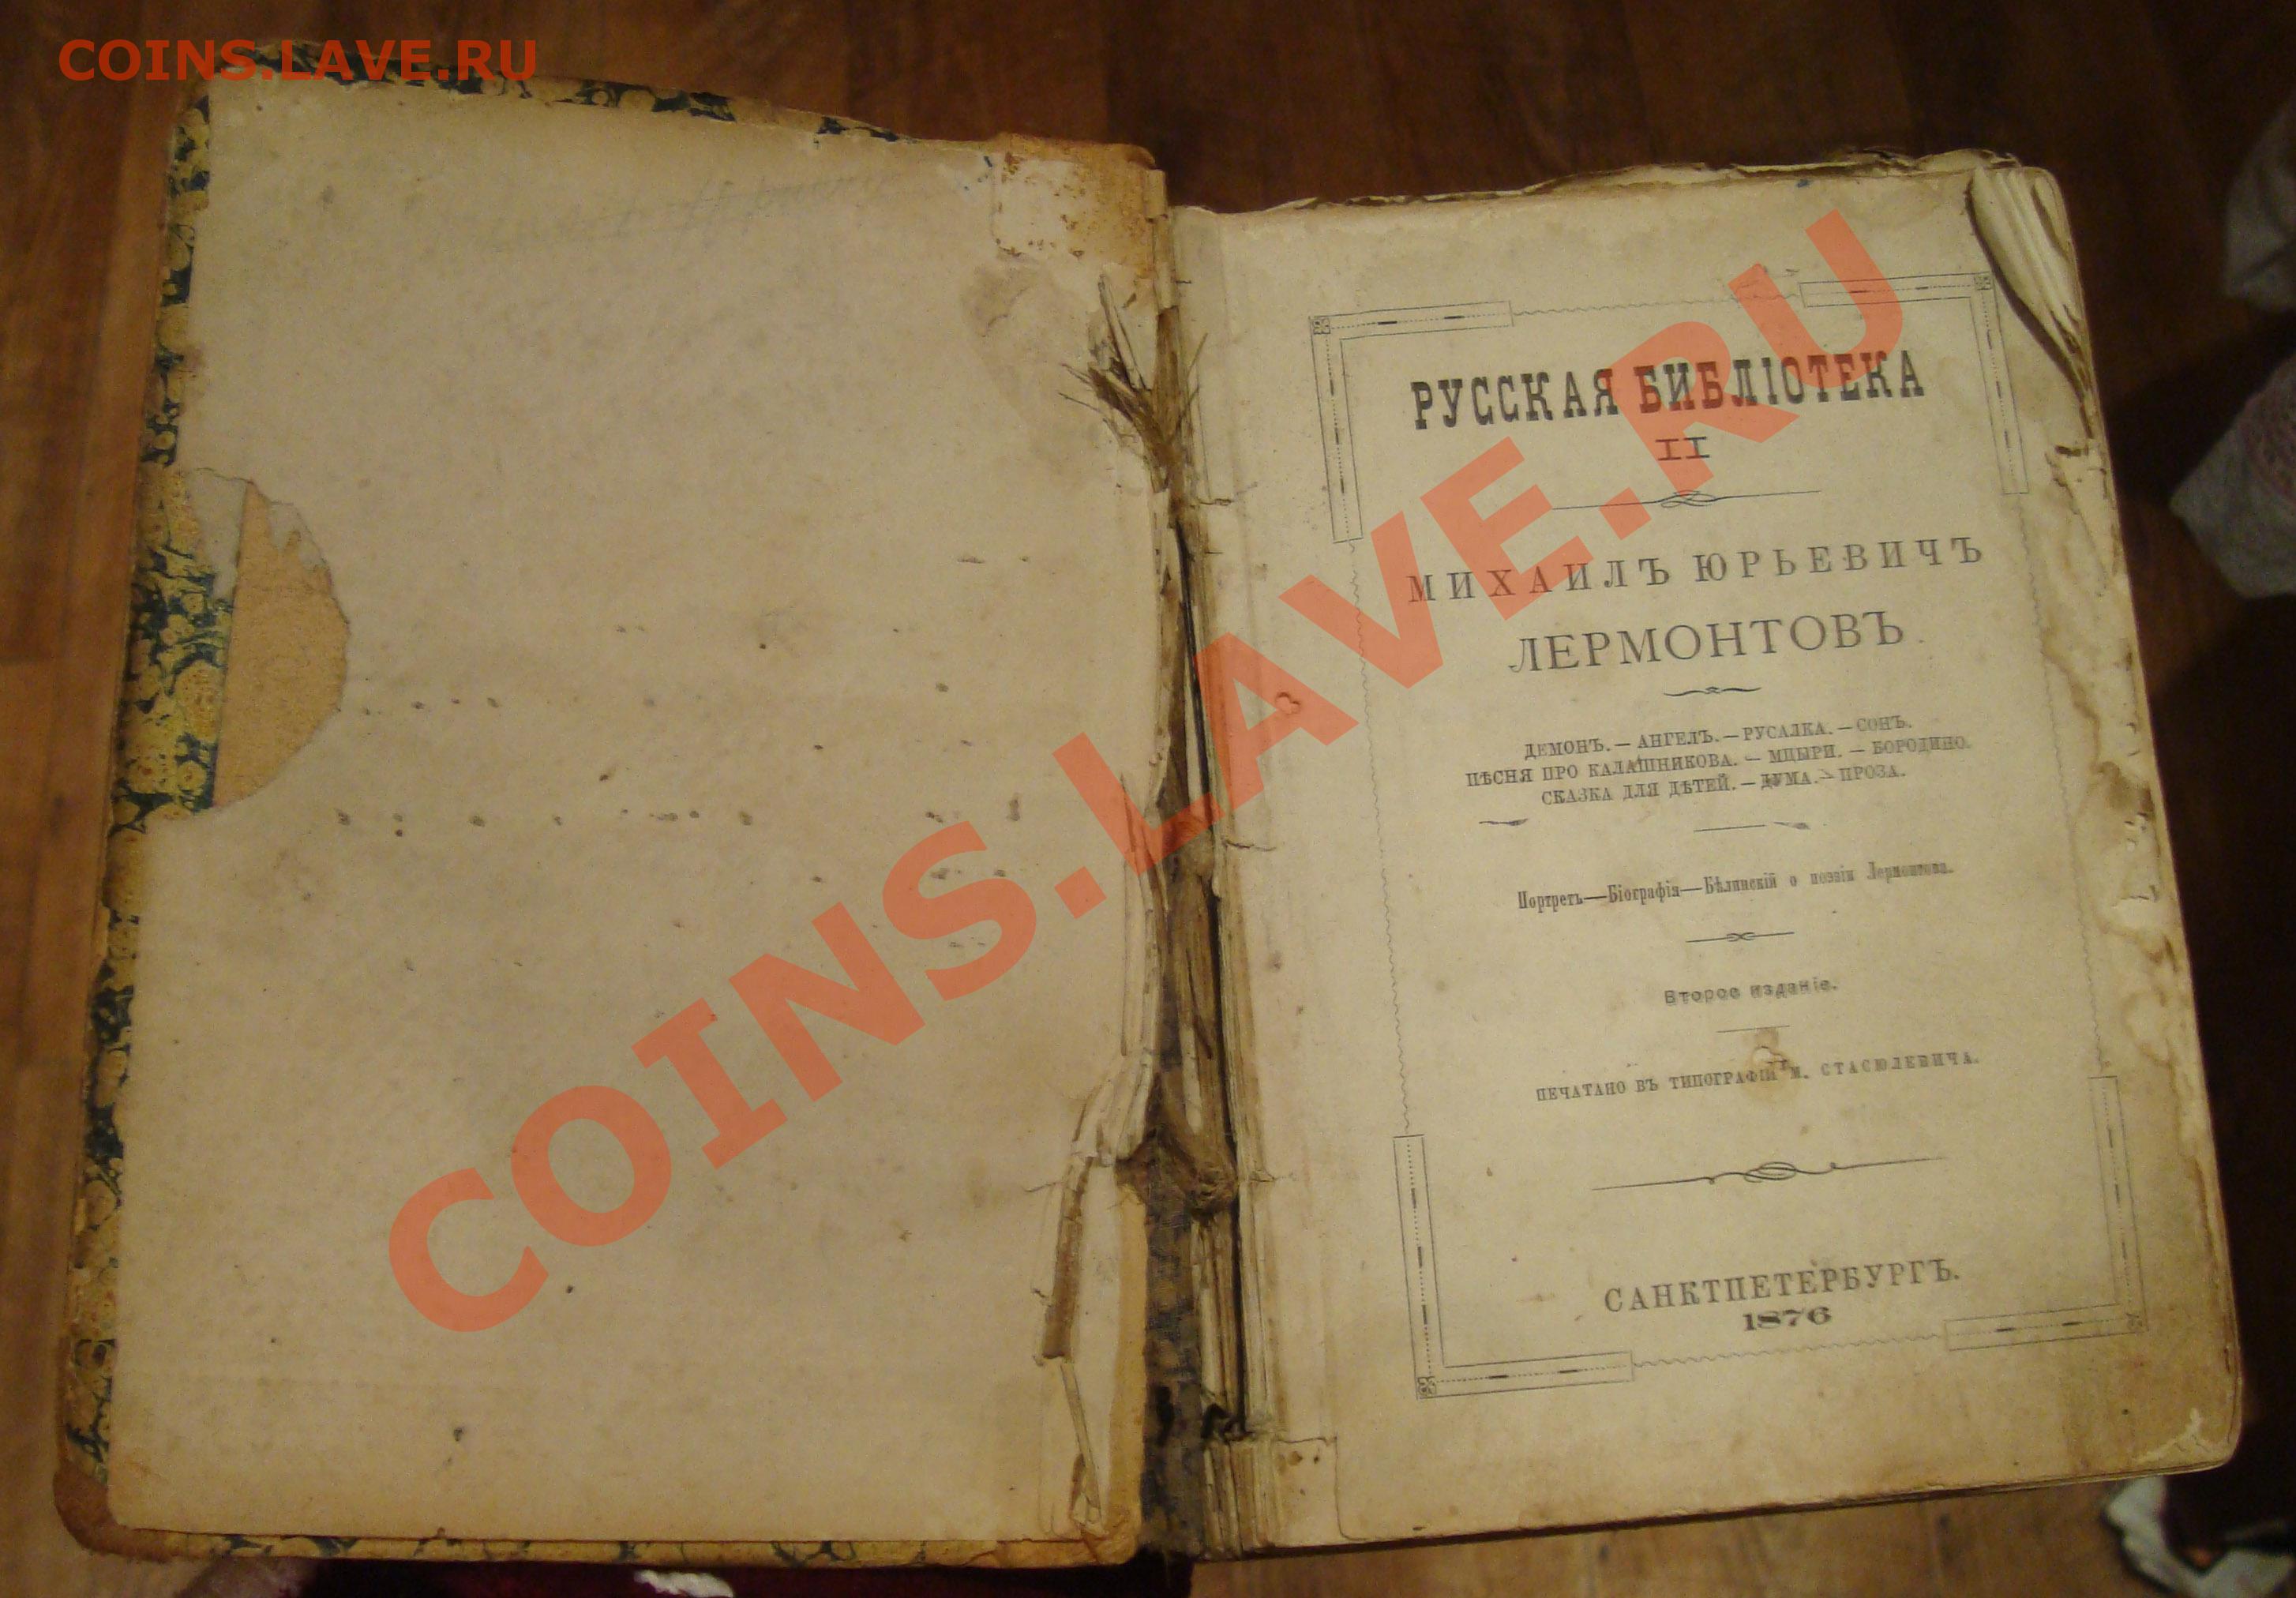 COINS.LAVE.RU
РУССКАЯ БИБЛІОТЕКА
II
МИХАИЛЪ ЮРЬЕВИЧЪ
ЛЕРМОНТОВЪ
ДЕМОНЪ. — АНГЕЛЪ. — РУСАЛКА. — СОНЪ.
ПѢСНЯ ПРО КАЛАШНИКОВА. — МЦЫРИ. — БОРОДИНО.
СКАЗКА ДЛЯ ДѢТЕЙ. — ДУМА. — ПРОЗА.
Портретъ—Біографія—Бѣлинскій о поэзіи Лермонтова.
Второе изданіе.
ПЕЧАТАНО ВЪ ТИПОГРАФІИ М. СТАСЮЛЕВИЧА.
САНКТПЕТЕРБУРГЪ.
1876
COINS.LAVE.RU